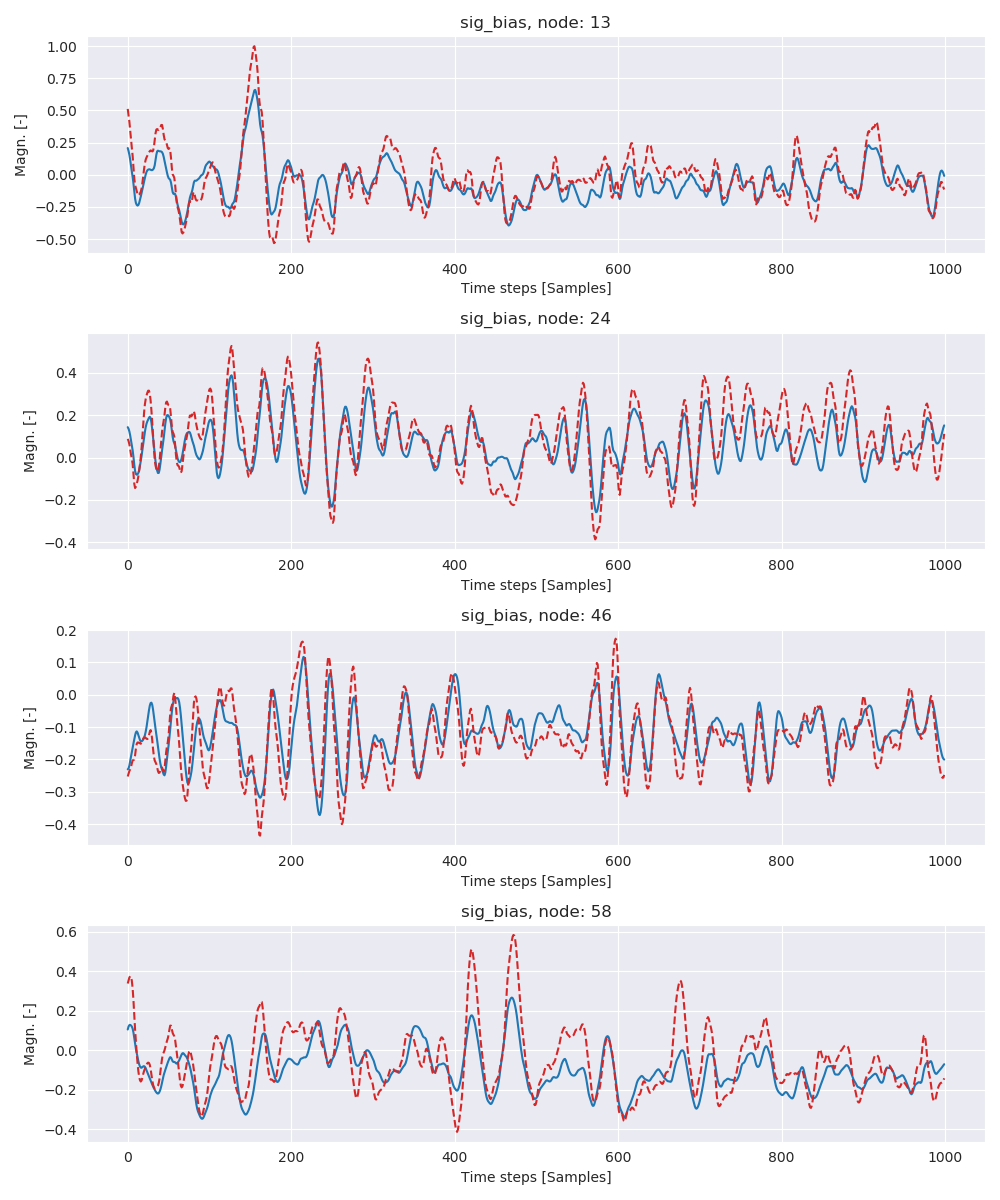 sig_bias, node: 13
1.00
0.75
0.50
0.25
0.00
−0.25
−0.50
Magn. [-]
0 200 400 600 800 1000
Time steps [Samples]
sig_bias, node: 24
0.4
0.2
0.0
−0.2
−0.4
Magn. [-]
0 200 400 600 800 1000
Time steps [Samples]
sig_bias, node: 46
0.2
0.1
0.0
−0.1
−0.2
−0.3
−0.4
Magn. [-]
0 200 400 600 800 1000
Time steps [Samples]
sig_bias, node: 58
0.6
0.4
0.2
0.0
−0.2
−0.4
Magn. [-]
0 200 400 600 800 1000
Time steps [Samples]